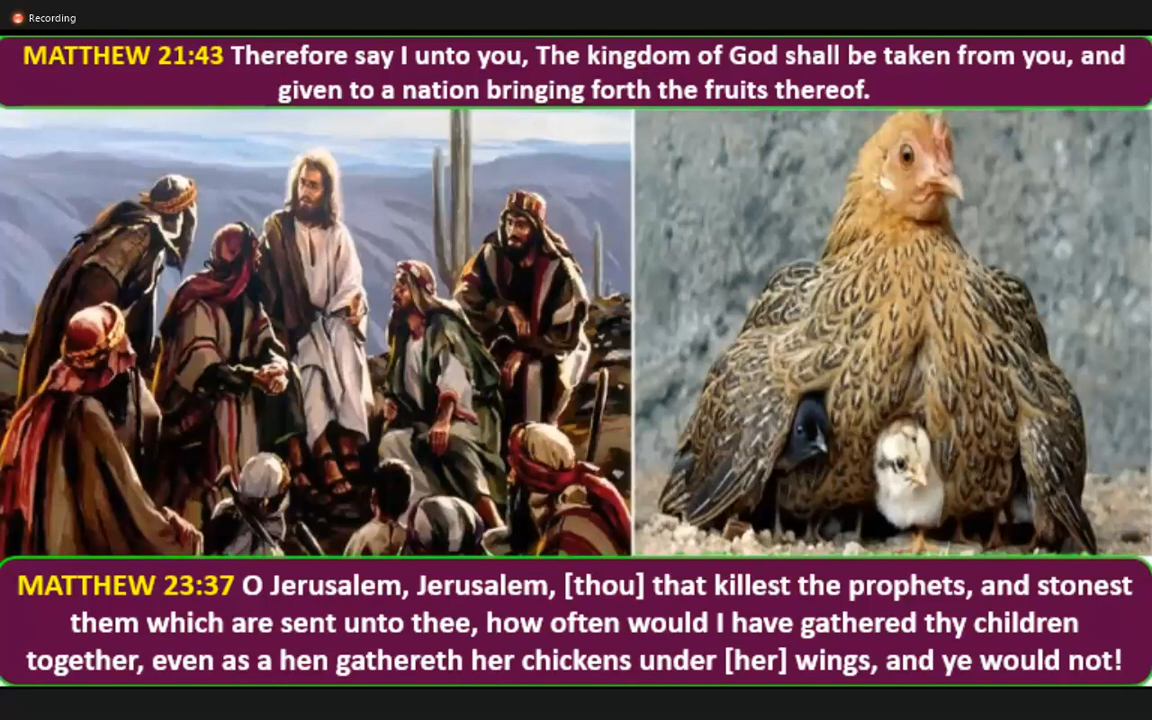 Recording
MATTHEW 21:43 Therefore say I unto you, The kingdom of God shall be taken from you, and
given to a nation bringing forth the fruits thereof.
MATTHEW 23:37 O Jerusalem, Jerusalem, [thou] that killest the prophets, and stonest
them which are sent unto thee, how often would I have gathered thy children
together, even as a hen gathereth her chickens under [her] wings, and ye would not!